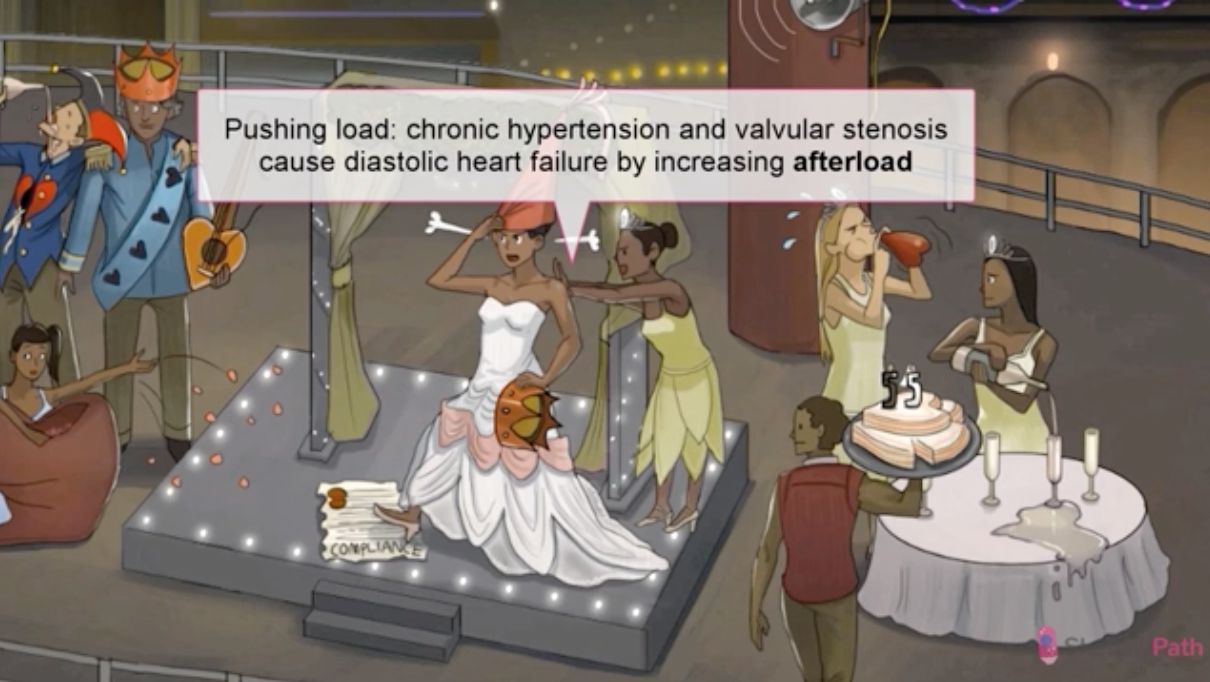 Pushing load: chronic hypertension and valvular stenosis
cause diastolic heart failure by increasing afterload
55
COMPLIANCE
Path